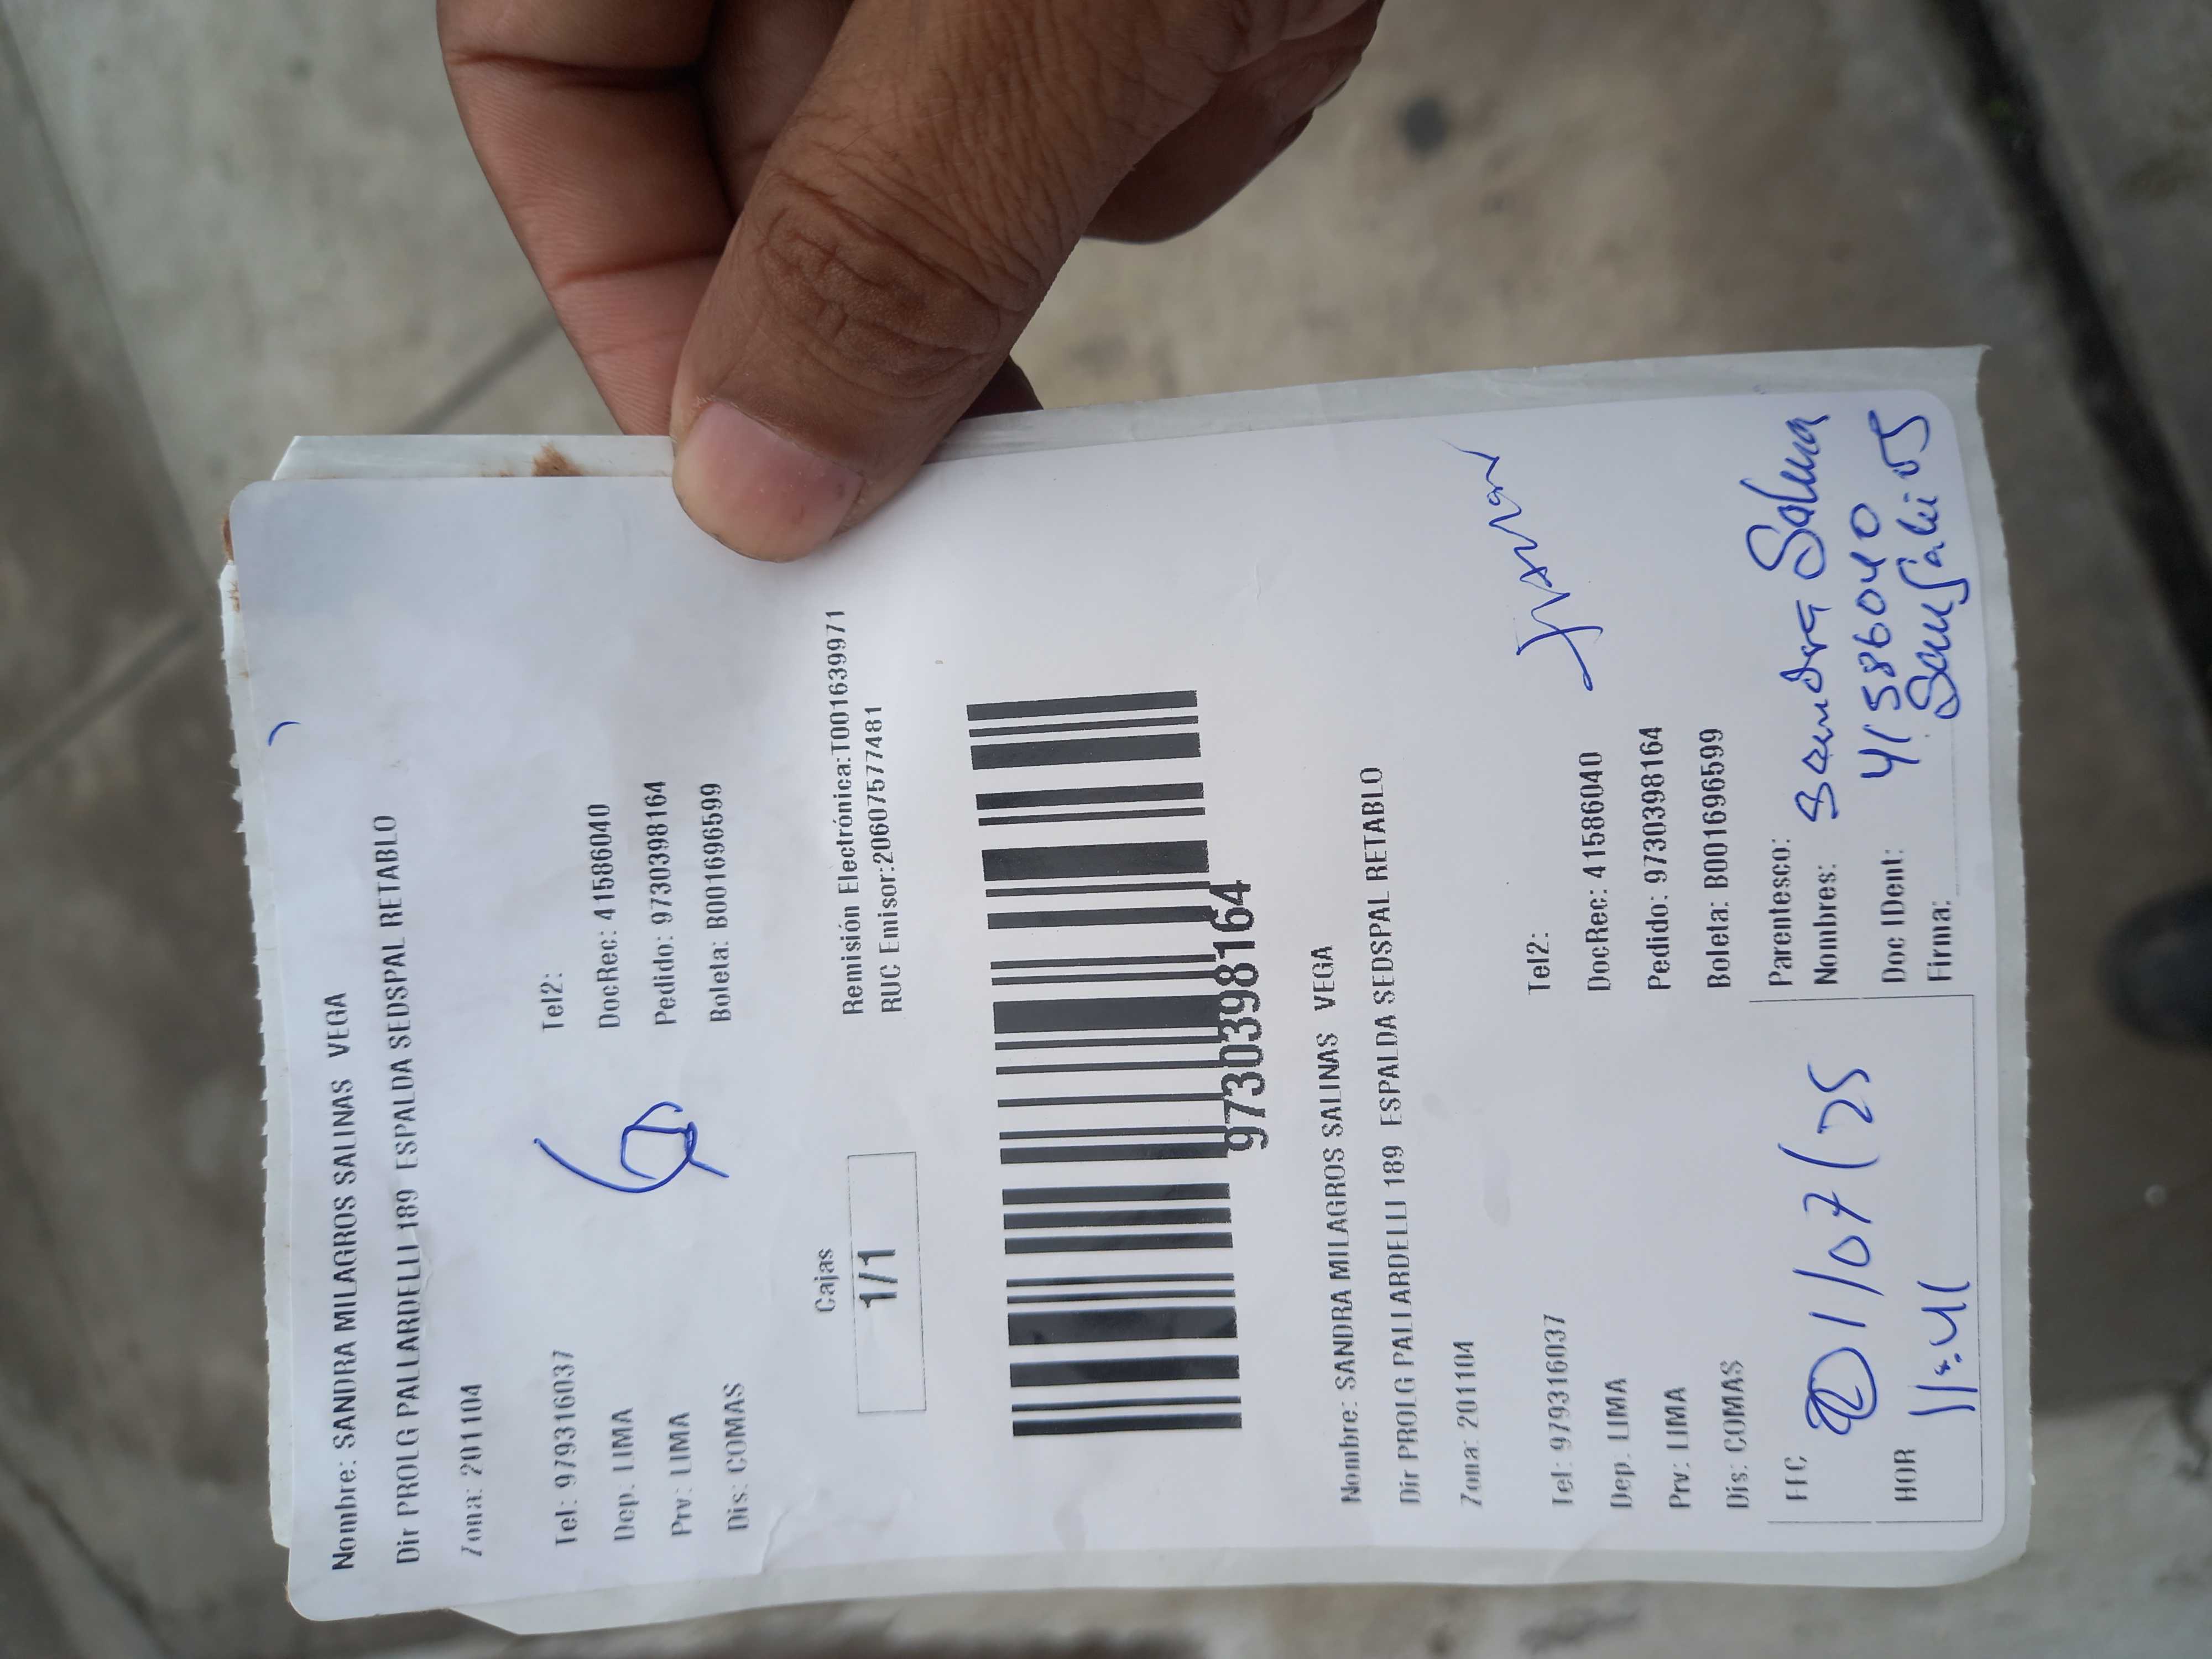 Nombre: SANDRA MILAGROS SALINAS VEGA
Dir PROLG PALLARDELLI 189 ESPALDA SEDSPAL RETABLO
Zona: 201104
Tel: 979316037 Tel2:
Dep. LIMA DocRec: 41586040
Prv: LIMA Pedido: 9730398164
Dis: COMAS Boleta: B001696599
Cajas Remisión Electrónica:T001639971
1/1 RUC Emisor:20607577481
9730398164
Nombre: SANDRA MILAGROS SALINAS VEGA
Dir PROLG PALLARDELLI 189 ESPALDA SEDSPAL RETABLO
Zona: 201104
Tel: 979316037 Tel2:
Dep. LIMA DocRec: 41586040
Prv: LIMA Pedido: 9730398164
Dis: COMAS Boleta: B001696599
FEC 01/07/25 Parentesco:
Nombres: Sandra Salina
HOR 11:41 Doc IDent: 41586040
Firma: